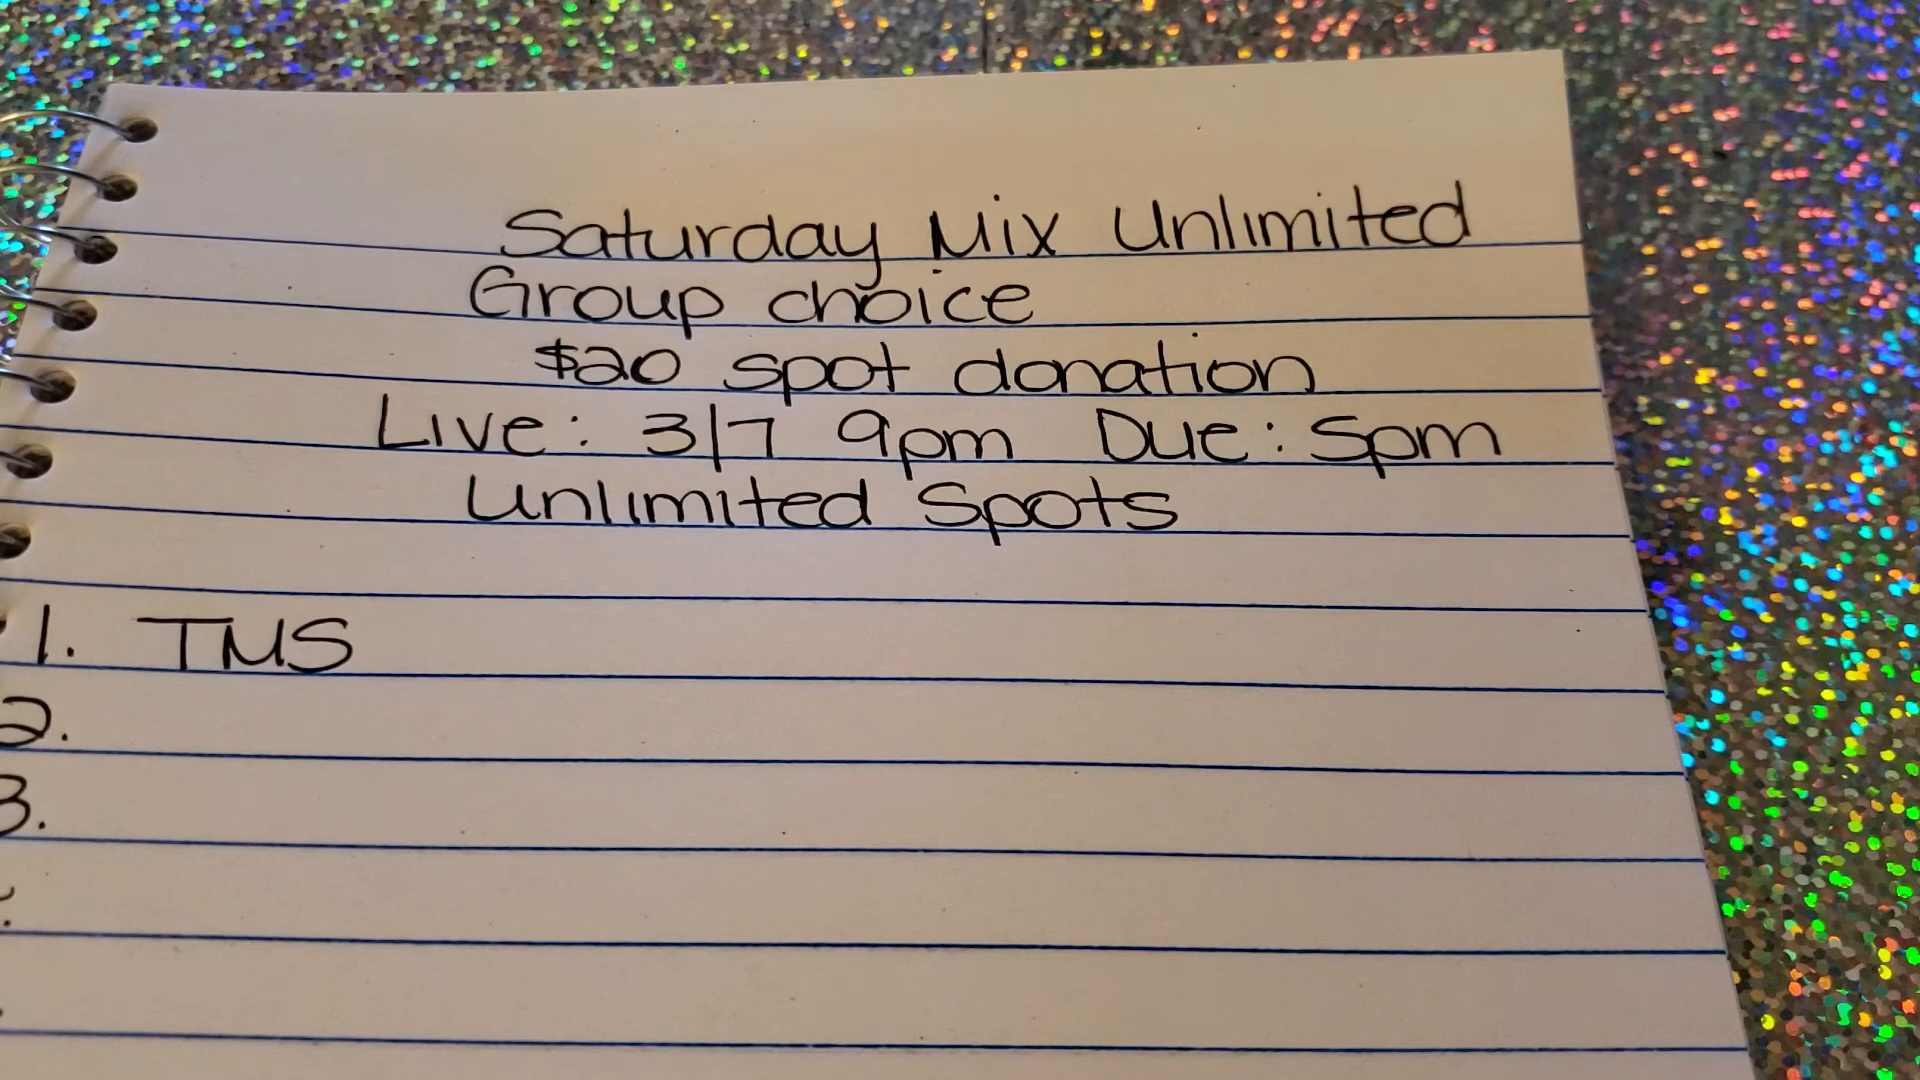 Saturday Mix Unlimited
Group choice
$20 spot donation
Live: 3/7 9pm Due: 5pm
Unlimited Spots
1. TMS
2.
3.